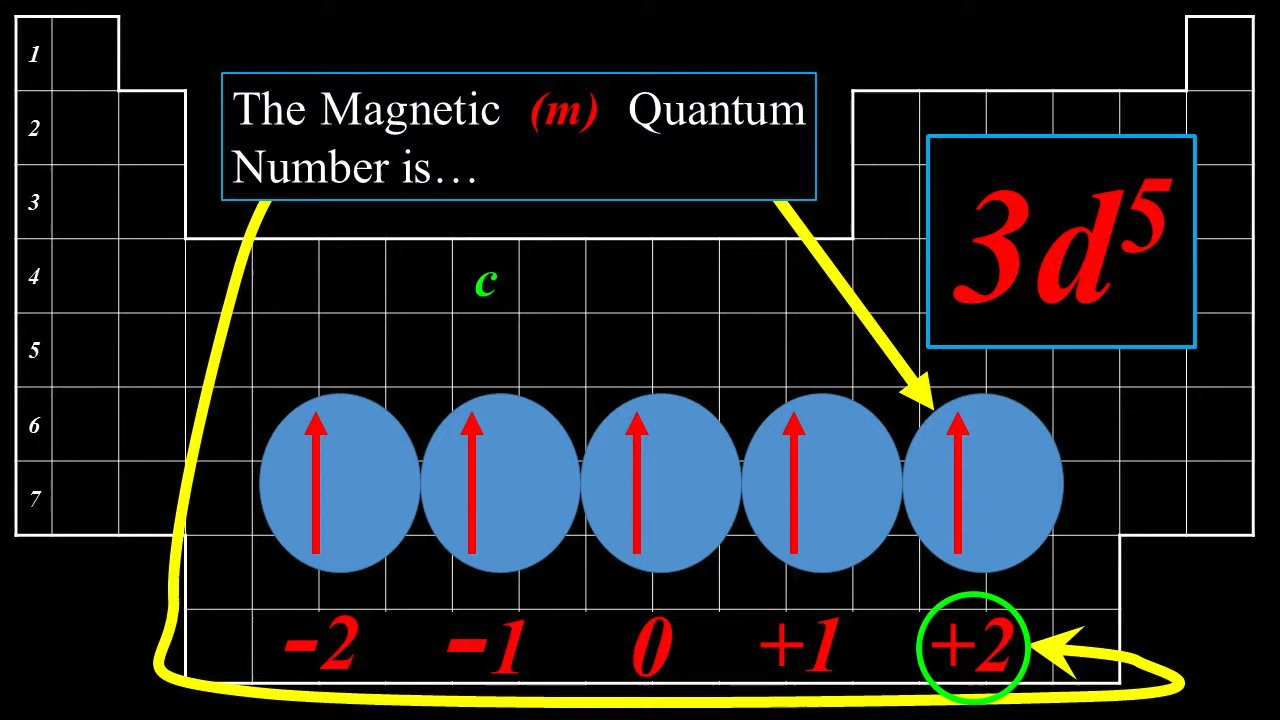 1
The Magnetic (m) Quantum
Number is…
2
3d⁵
3
4
c
5
6
7
-2 -1 0 +1 +2